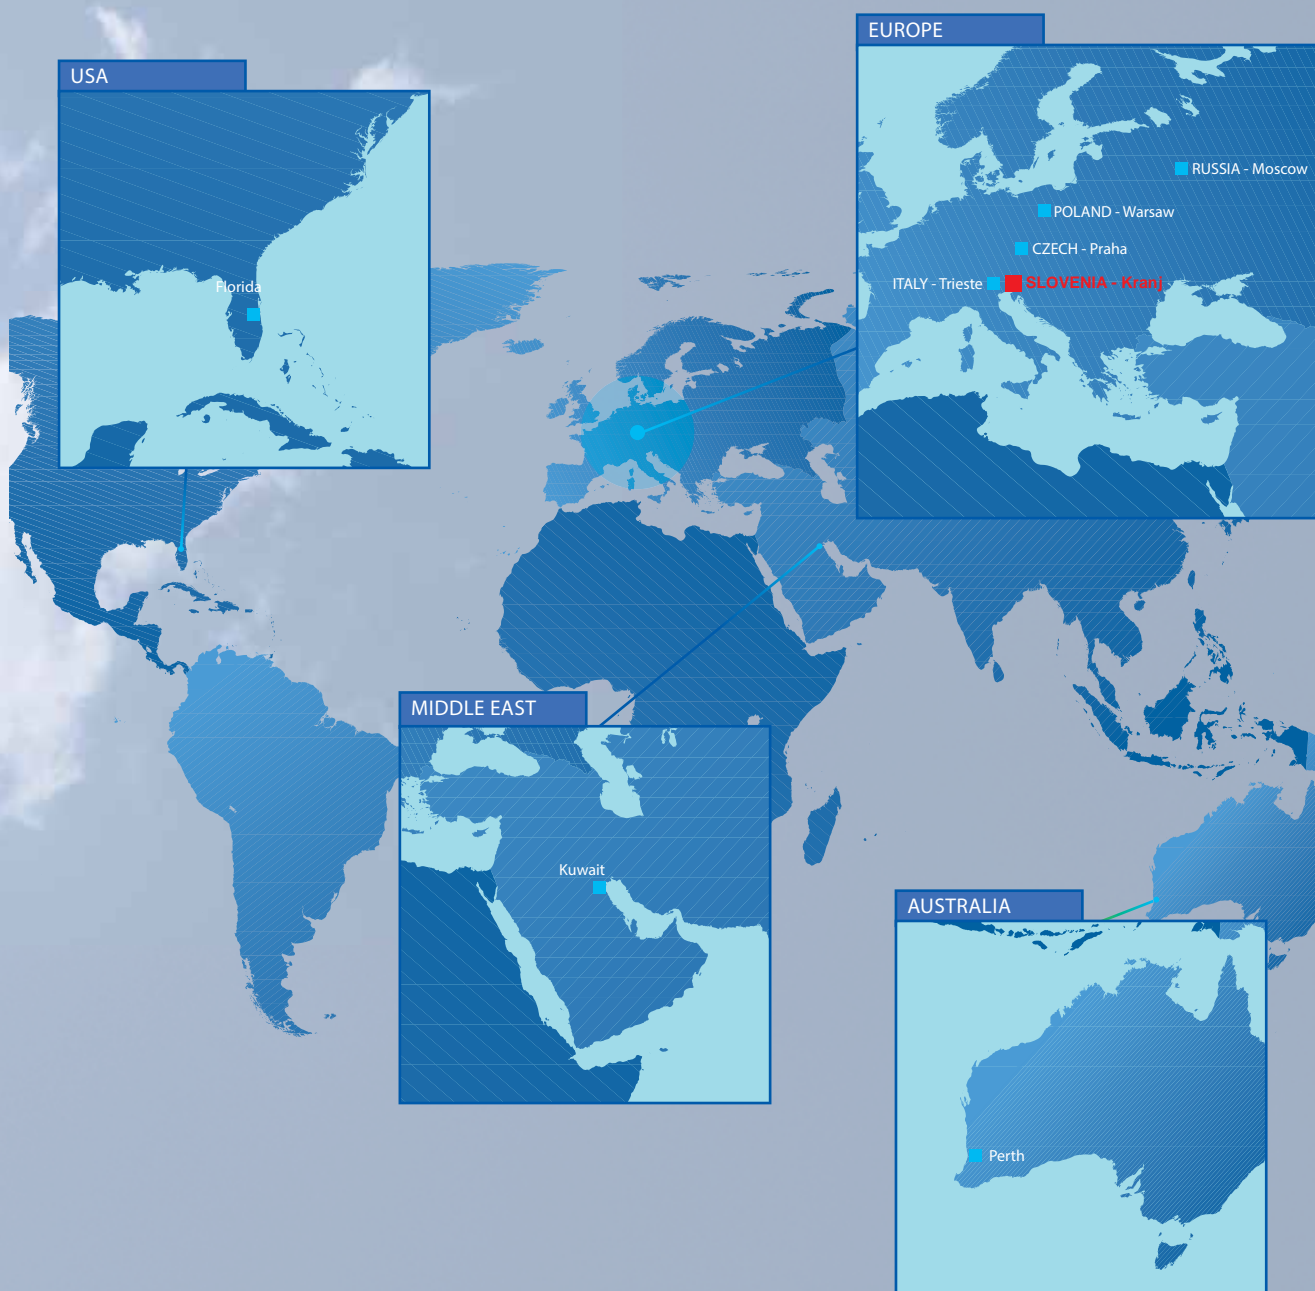 EUROPE
USA
RUSSIA - Moscow
POLAND - Warsaw
CZECH - Praha
ITALY - Trieste
SLOVENIA - Kranj
Florida
MIDDLE EAST
Kuwait
AUSTRALIA
Perth